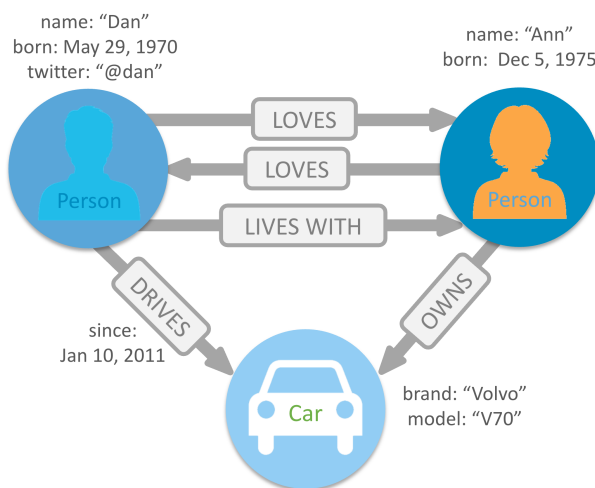 name: “Dan”
born: May 29, 1970
twitter: “@dan”
name: “Ann”
born:  Dec 5, 1975
LOVES
LOVES
Person
Person
LIVES WITH
DRIVES
OWNS
since:
Jan 10, 2011
Car
brand: “Volvo”
model: “V70”